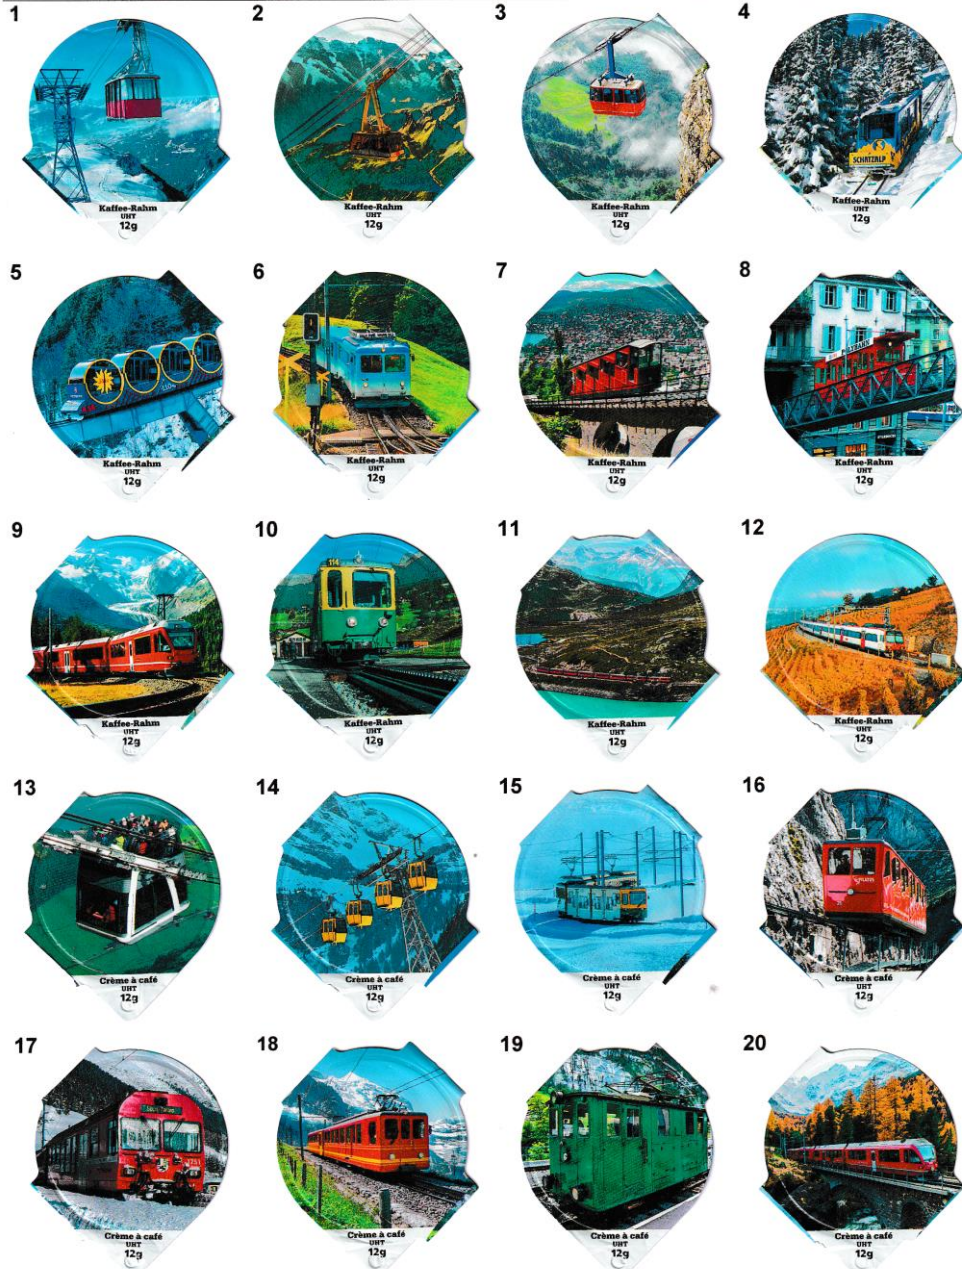 1
2
3
4
Kaffee-Rahm
UHT
12g
Kaffee-Rahm
UHT
12g
Kaffee-Rahm
UHT
12g
SCHATZALP
Kaffee-Rahm
UHT
12g
5
6
7
8
Kaffee-Rahm
UHT
12g
Kaffee-Rahm
UHT
12g
Kaffee-Rahm
UHT
12g
Kaffee-Rahm
UHT
12g
9
10
11
12
114
Kaffee-Rahm
UHT
12g
Kaffee-Rahm
UHT
12g
Kaffee-Rahm
UHT
12g
Kaffee-Rahm
UHT
12g
13
14
15
16
Crème à café
UHT
12g
Crème à café
UHT
12g
Crème à café
UHT
12g
Crème à café
UHT
12g
17
18
19
20
Crème à café
UHT
12g
Crème à café
UHT
12g
Crème à café
UHT
12g
Crème à café
UHT
12g